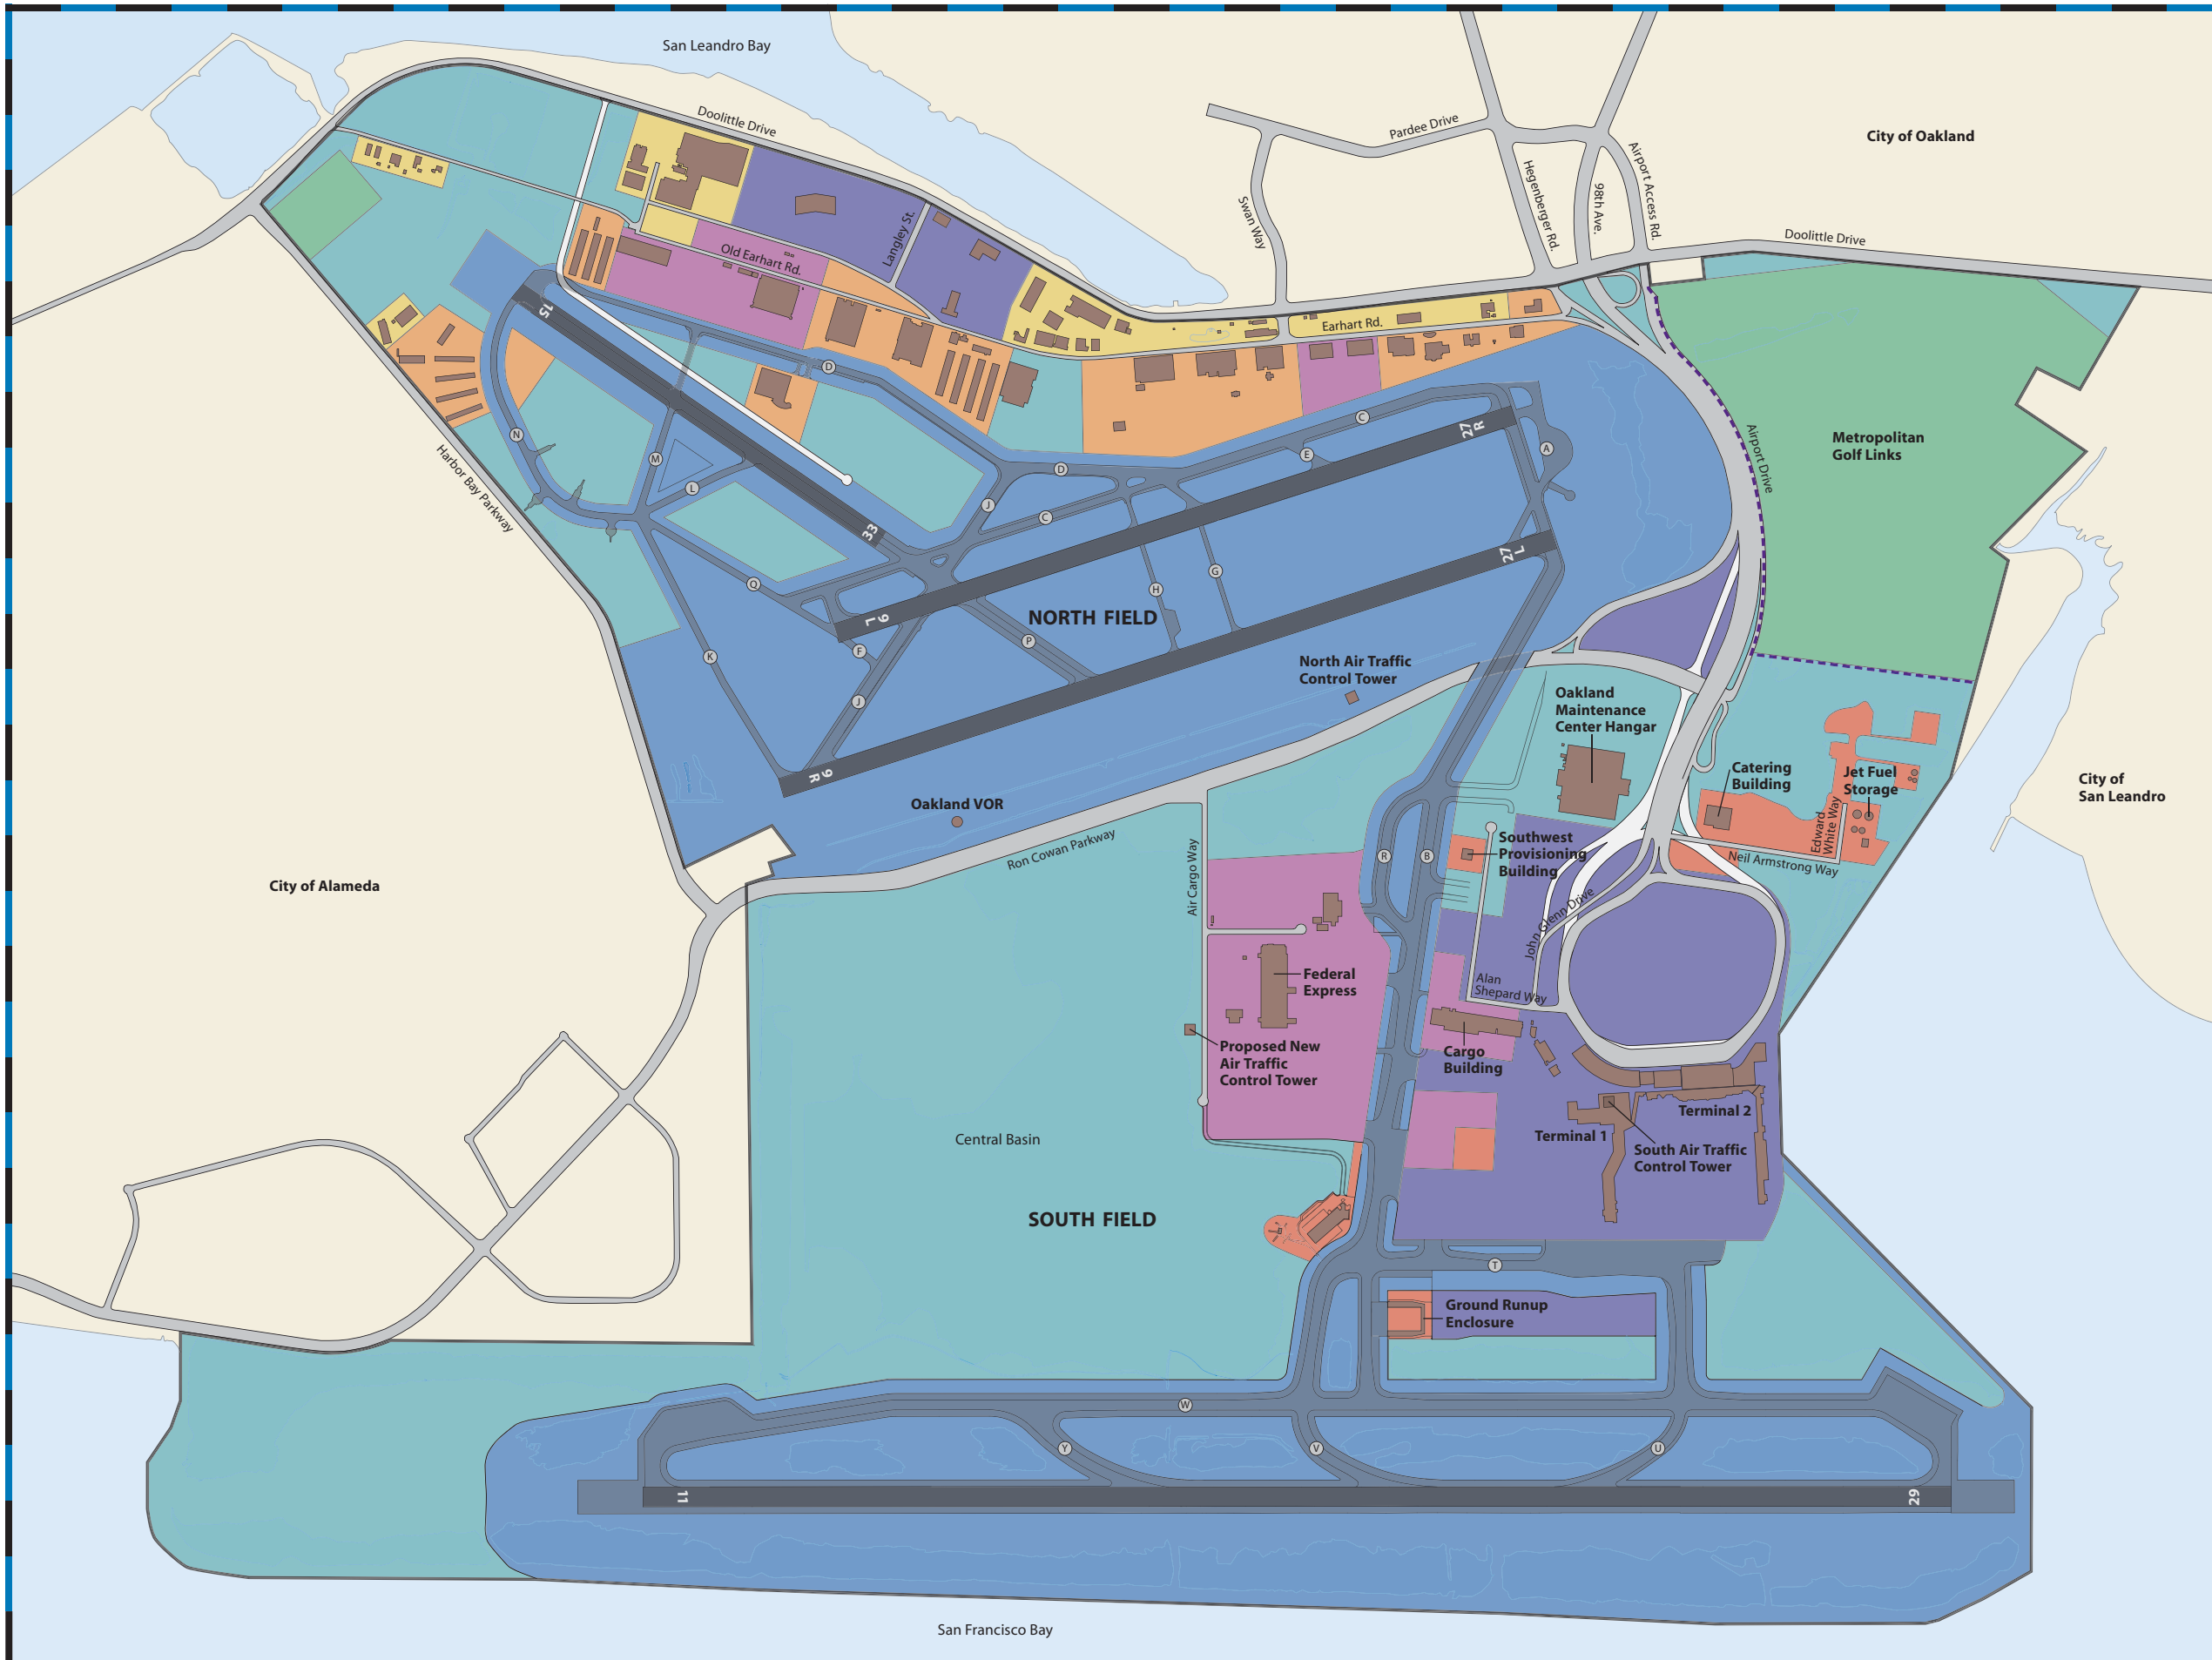 San Leandro Bay
Doolittle Drive
Pardee Drive
City of Oakland
Airport Access Rd.
Hegenberger Rd.
98th Ave.
Swan Way
Langley St.
Old Earhart Rd.
Doolittle Drive
15
Earhart Rd.
D
C
27
R
N
M
L
D
E
A
Metropolitan
Golf Links
Airport Drive
Harbor Bay Parkway
J
C
33
27
L
Q
H
G
9
L
NORTH FIELD
F
P
K
J
North Air Traffic
Control Tower
Oakland
Maintenance
Center Hangar
9
R
Oakland VOR
Catering
Building
Jet Fuel
Storage
City of
San Leandro
Edward
White Way
Ron Cowan Parkway
Air Cargo Way
R
B
Southwest
Provisioning
Building
Neil Armstrong Way
City of Alameda
John Glenn Drive
Federal
Express
Alan
Shepard Way
Proposed New
Air Traffic
Control Tower
Cargo
Building
Terminal 2
Terminal 1
South Air Traffic
Control Tower
Central Basin
SOUTH FIELD
T
Ground Runup
Enclosure
W
Y
V
U
11
29
San Francisco Bay